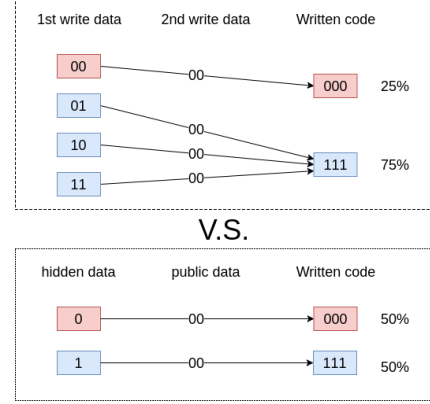 1st write data 2nd write data Written code
00 00 000 25%
01 00
10 00 111 75%
11 00
V.S.
hidden data public data Written code
0 00 000 50%
1 00 111 50%